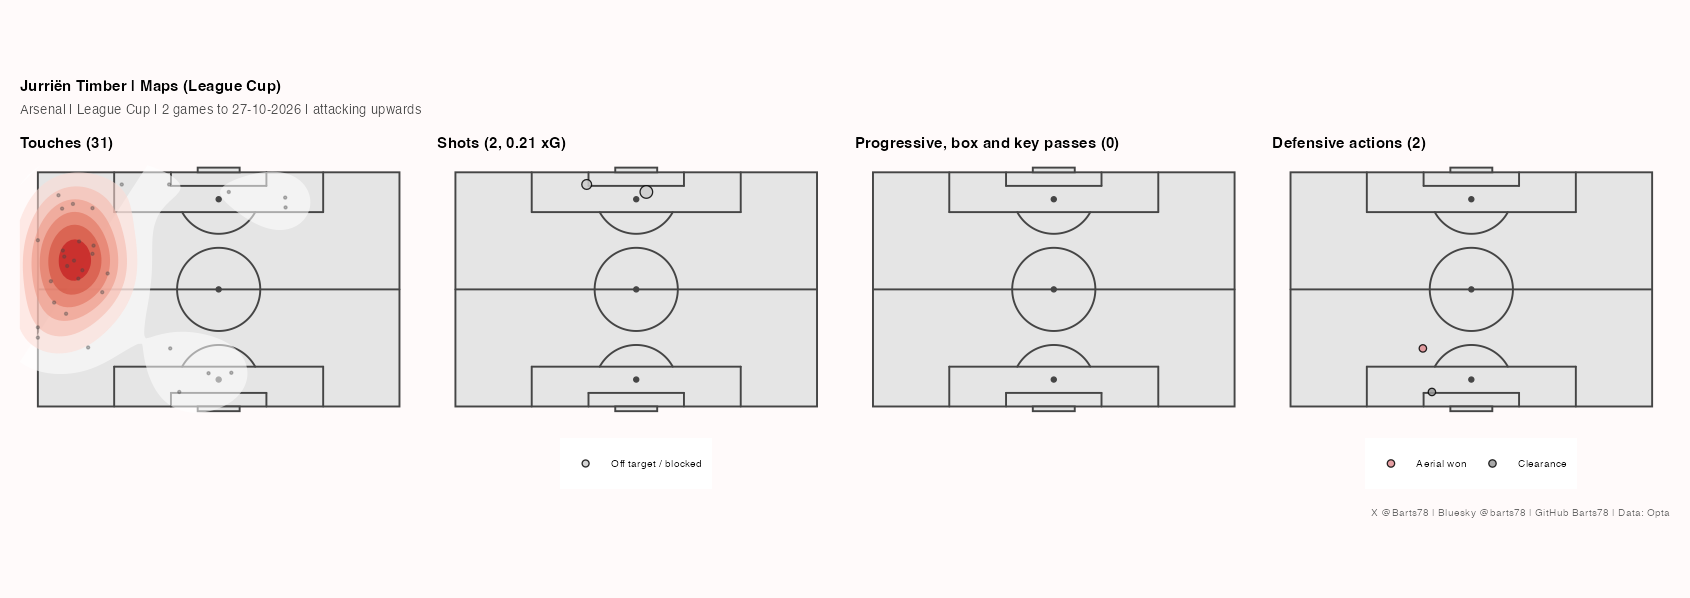 Jurriën Timber | Maps (League Cup)
Arsenal | League Cup | 2 games to 27-10-2026 | attacking upwards
Touches (31)
Shots (2, 0.21 xG)
Progressive, box and key passes (0)
Defensive actions (2)
Off target / blocked
Aerial won
Clearance
X @Barts78 | Bluesky @barts78 | GitHub Barts78 | Data: Opta